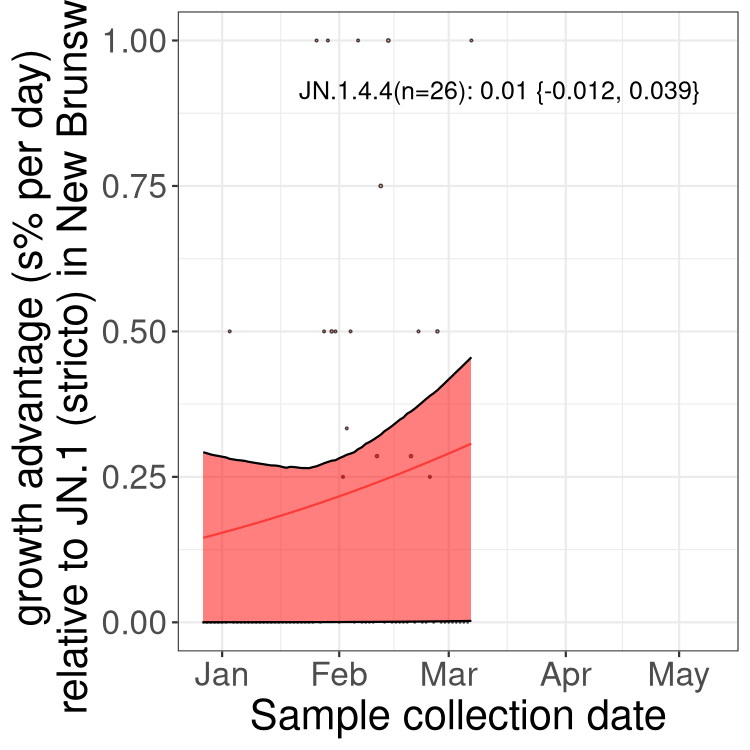 growth advantage (s% per day)
relative to JN.1 (stricto) in New Brunsw
1.00
0.75
0.50
0.25
0.00
JN.1.4.4(n=26): 0.01 {-0.012, 0.039}
Jan Feb Mar Apr May
Sample collection date